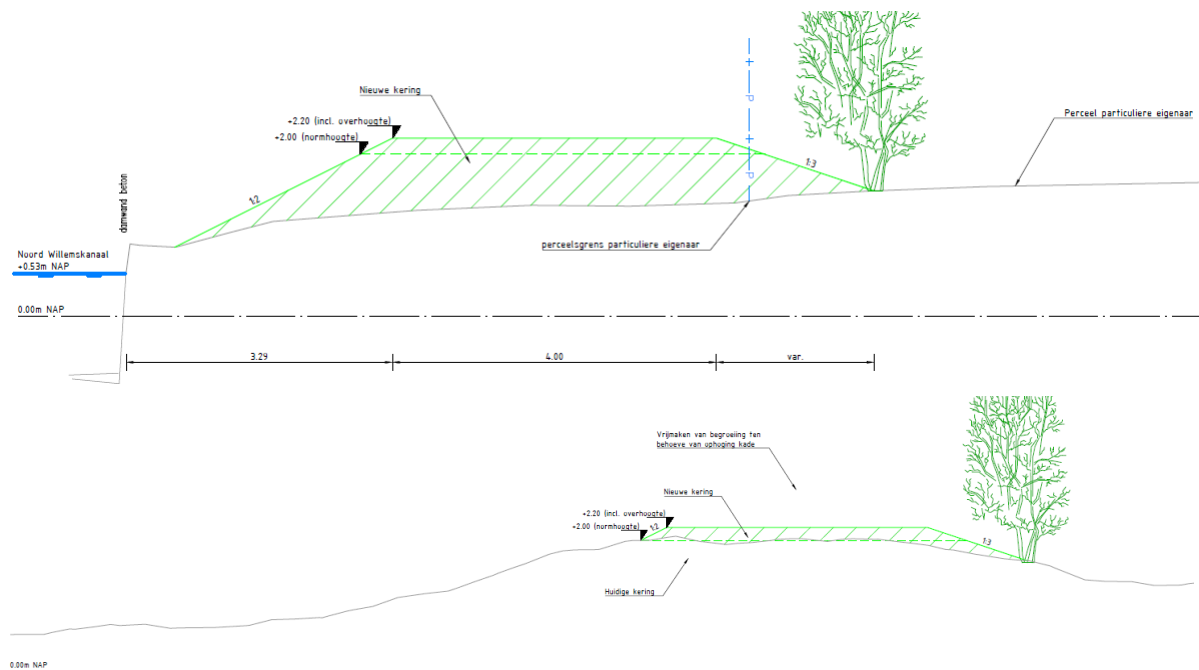 Nieuwe kering
+2.20 (incl. overhoogte)
+2.00 (normhoogte)
Perceel particuliere eigenaar
P
P
1:2
1:3
damwand beton
perceelsgrens particuliere eigenaar
Noord Willemskanaal
+0.53m NAP
0.00m NAP
3.29
4.00
var.
Vrijmaken van begroeiing ten
behoeve van ophoging kade
Nieuwe kering
+2.20 (incl. overhoogte)
+2.00 (normhoogte)
1:2
1:3
Huidige kering
0.00m NAP